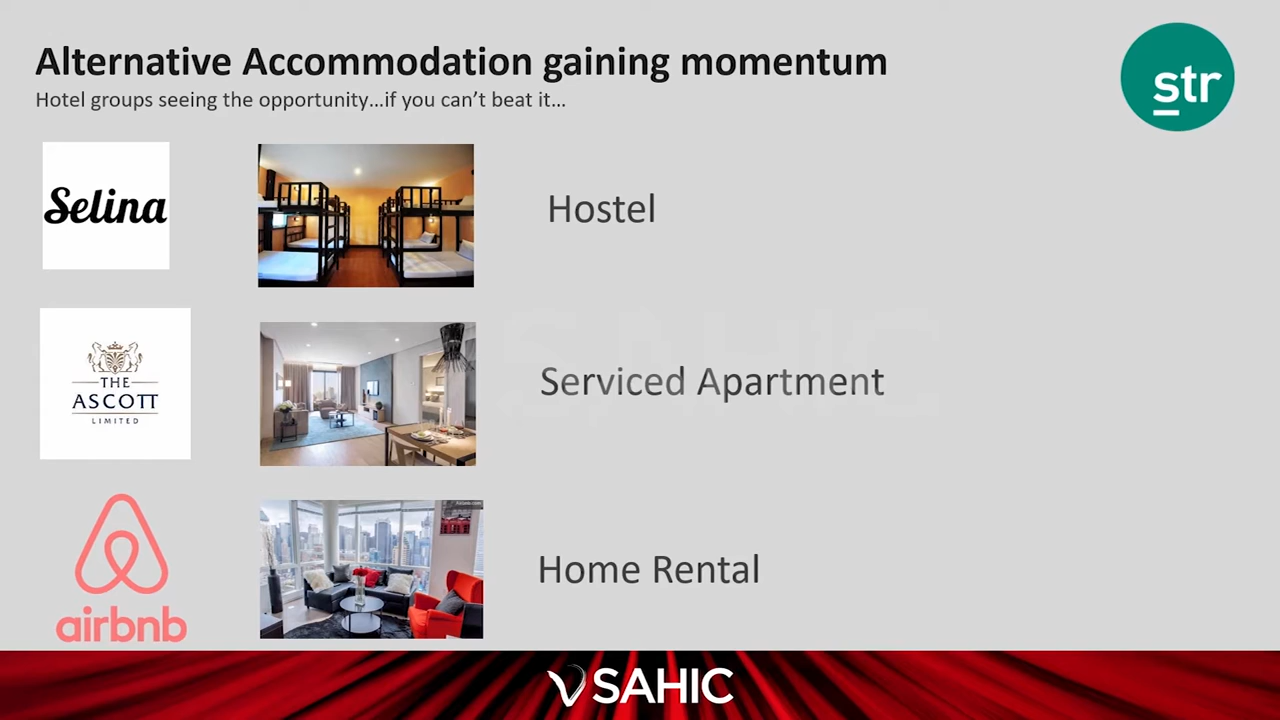 Alternative Accommodation gaining momentum
Hotel groups seeing the opportunity...if you can't beat it...
str
Selina
Hostel
THE
ASCOTT
LIMITED
Serviced Apartment
SAHIC
airbnb
Home Rental
SAHIC